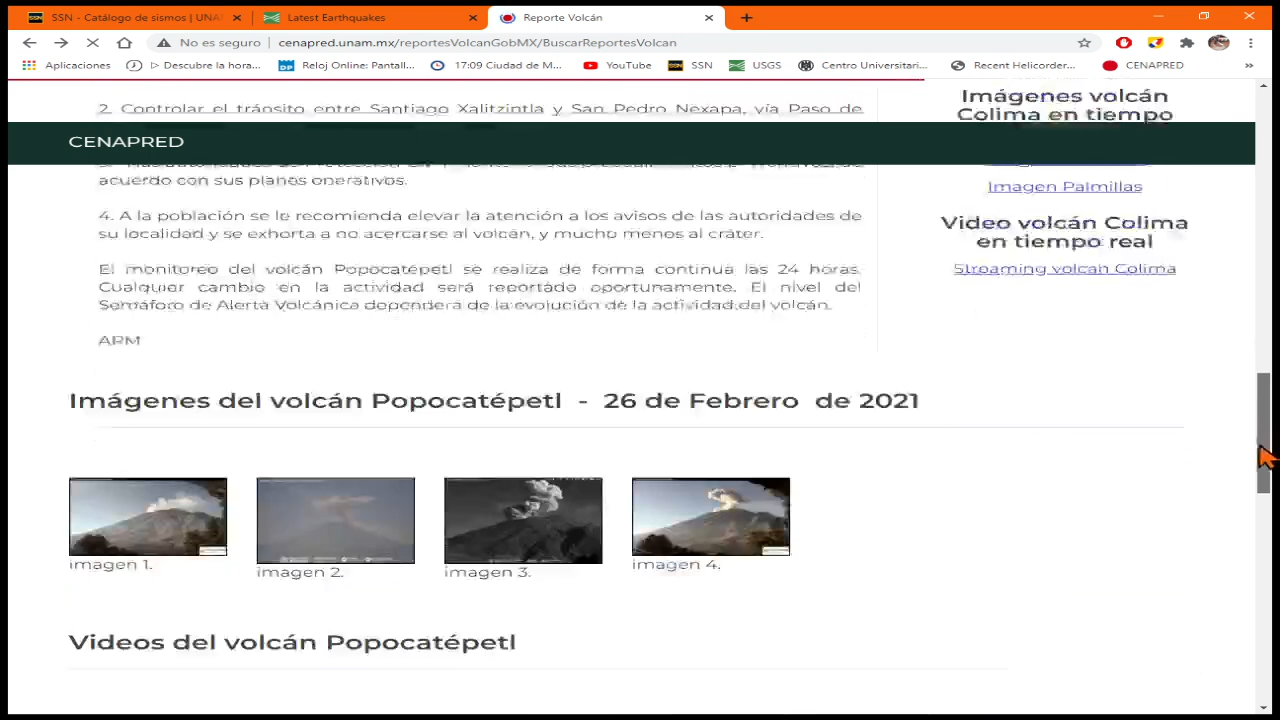 SSN - Catálogo de sismos | UNA
Latest Earthquakes
Reporte Volcán
No es seguro
cenapred.unam.mx/reportesVolcanGobMX/BuscarReportesVolcan
Aplicaciones
▷ Descubre la hora...
Reloj Online: Pantall...
17:09 Ciudad de M...
YouTube
SSN
USGS
Centro Universitari...
Recent Helicorder...
CENAPRED
»
2. Controlar el tránsito entre Santiago Xalitzintla y San Pedro Nexapa, vía Paso de
CENAPRED
acuerdo con sus planos operativos.
4. A la población se le recomienda elevar la atención a los avisos de las autoridades de
su localidad y se exhorta a no acercarse al volcán, y mucho menos al cráter.
El monitoreo del volcán Popocatépetl se realiza de forma continua las 24 horas.
Cualquier cambio en la actividad será reportado oportunamente. El nivel del
Semáforo de Alerta Volcánica dependerá de la evolución de la actividad del volcán.
ARM
Imágenes volcán
Colima en tiempo
Imagen Palmillas
Video volcán Colima
en tiempo real
Streaming volcan Colima
Imágenes del volcán Popocatépetl - 26 de Febrero de 2021
imagen 1.
imagen 2.
imagen 3.
imagen 4.
Videos del volcán Popocatépetl